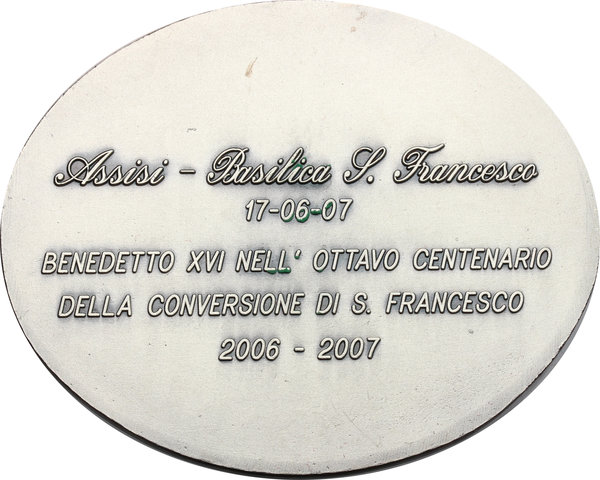 Assisi - Basilica S. Francesco
17-06-07
BENEDETTO XVI NELL' OTTAVO CENTENARIO
DELLA CONVERSIONE DI S. FRANCESCO
2006 - 2007